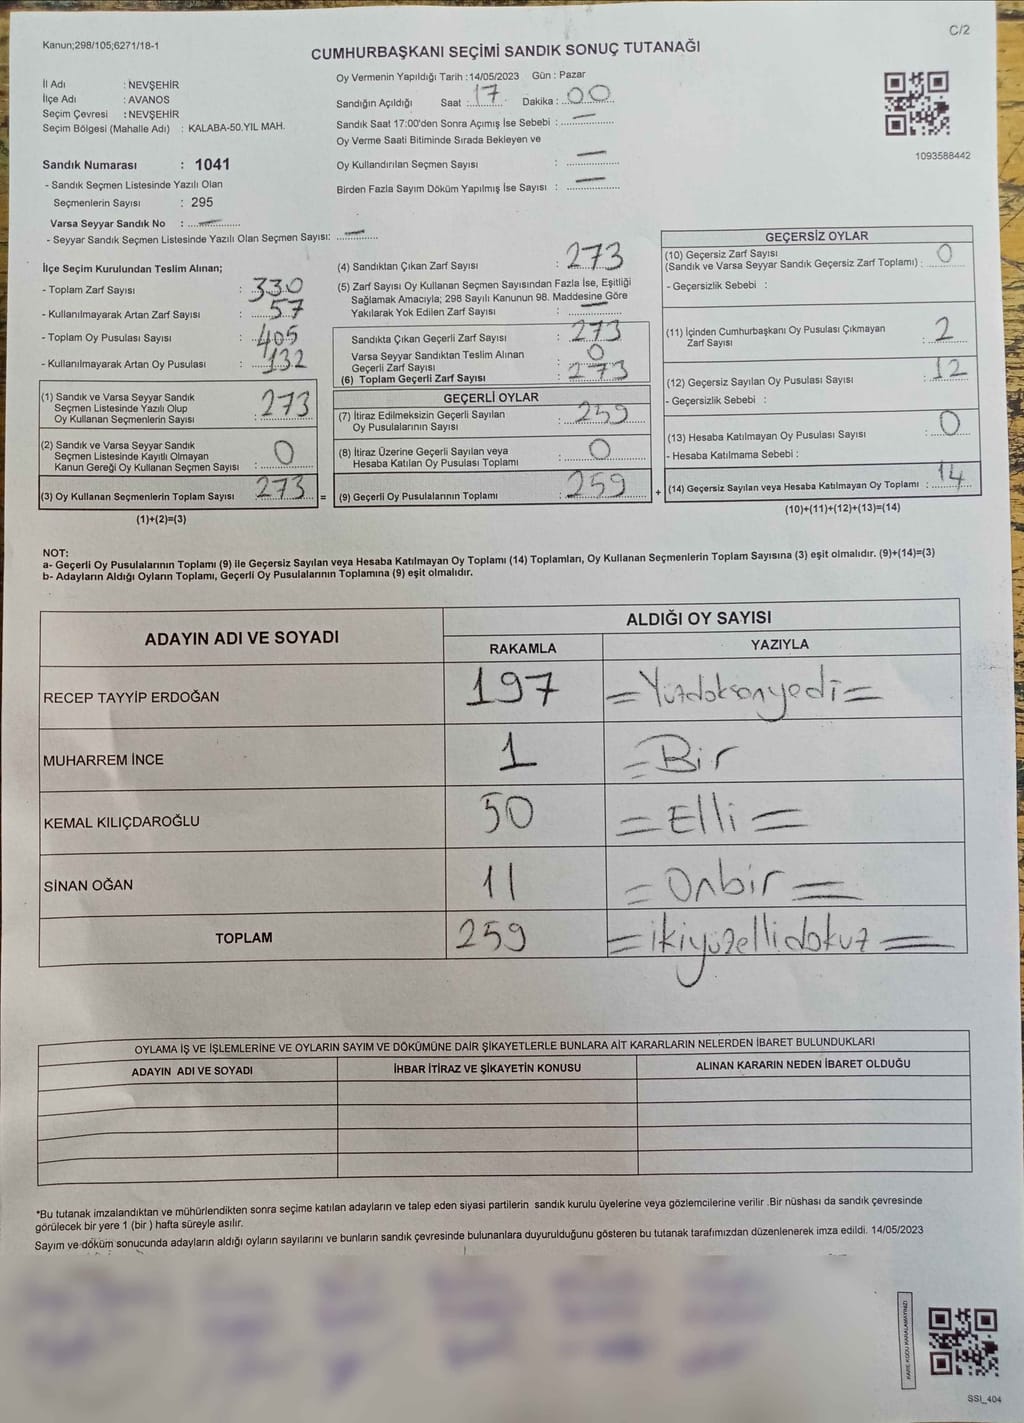 Kanun;298/105;6271/18-1
C/2
CUMHURBAŞKANI SEÇİMİ SANDIK SONUÇ TUTANAĞI
İl Adı : NEVŞEHİR
İlçe Adı : AVANOS
Seçim Çevresi : NEVŞEHİR
Seçim Bölgesi (Mahalle Adı) : KALABA-50.YIL MAH.
Sandık Numarası : 1041
- Sandık Seçmen Listesinde Yazılı Olan
Seçmenlerin Sayısı : 295
Varsa Seyyar Sandık No : —
- Seyyar Sandık Seçmen Listesinde Yazılı Olan Seçmen Sayısı: —
Oy Vermenin Yapıldığı Tarih :14/05/2023 Gün : Pazar
Sandığın Açıldığı Saat : 17 Dakika : 00
Sandık Saat 17:00'den Sonra Açımış İse Sebebi : —
Oy Verme Saati Bitiminde Sırada Bekleyen ve
Oy Kullandırılan Seçmen Sayısı : —
Birden Fazla Sayım Döküm Yapılmış İse Sayısı : —
1093588442
İlçe Seçim Kurulundan Teslim Alınan;
- Toplam Zarf Sayısı : 330
- Kullanılmayarak Artan Zarf Sayısı : 57
- Toplam Oy Pusulası Sayısı : 405
- Kullanılmayarak Artan Oy Pusulası : 132
(1) Sandık ve Varsa Seyyar Sandık
Seçmen Listesinde Yazılı Olup
Oy Kullanan Seçmenlerin Sayısı : 273
(2) Sandık ve Varsa Seyyar Sandık
Seçmen Listesinde Kayıtlı Olmayan
Kanun Gereği Oy Kullanan Seçmen Sayısı : 0
(3) Oy Kullanan Seçmenlerin Toplam Sayısı : 273 =
(1)+(2)=(3)
(4) Sandıktan Çıkan Zarf Sayısı : 273
(5) Zarf Sayısı Oy Kullanan Seçmen Sayısından Fazla İse, Eşitliği
Sağlamak Amacıyla; 298 Sayılı Kanunun 98. Maddesine Göre
Yakılarak Yok Edilen Zarf Sayısı : —
Sandıkta Çıkan Geçerli Zarf Sayısı : 273
Varsa Seyyar Sandıktan Teslim Alınan
Geçerli Zarf Sayısı : 0
(6) Toplam Geçerli Zarf Sayısı : 273
GEÇERLİ OYLAR
(7) İtiraz Edilmeksizin Geçerli Sayılan
Oy Pusulalarının Sayısı : 259
(8) İtiraz Üzerine Geçerli Sayılan veya
Hesaba Katılan Oy Pusulası Toplamı : 0
(9) Geçerli Oy Pusulalarının Toplamı : 259 +
GEÇERSİZ OYLAR
(10) Geçersiz Zarf Sayısı
(Sandık ve Varsa Seyyar Sandık Geçersiz Zarf Toplamı) : 0
- Geçersizlik Sebebi :
(11) İçinden Cumhurbaşkanı Oy Pusulası Çıkmayan
Zarf Sayısı : 2
(12) Geçersiz Sayılan Oy Pusulası Sayısı : 12
- Geçersizlik Sebebi :
(13) Hesaba Katılmayan Oy Pusulası Sayısı : 0
- Hesaba Katılmama Sebebi :
(14) Geçersiz Sayılan veya Hesaba Katılmayan Oy Toplamı : 14
(10)+(11)+(12)+(13)=(14)
NOT:
a- Geçerli Oy Pusulalarının Toplamı (9) ile Geçersiz Sayılan veya Hesaba Katılmayan Oy Toplamı (14) Toplamları, Oy Kullanan Seçmenlerin Toplam Sayısına (3) eşit olmalıdır. (9)+(14)=(3)
b- Adayların Aldığı Oyların Toplamı, Geçerli Oy Pusulalarının Toplamına (9) eşit olmalıdır.
ADAYIN ADI VE SOYADI
ALDIĞI OY SAYISI
RAKAMLA YAZIYLA
RECEP TAYYİP ERDOĞAN 197 = Yüzdoksanyedi =
MUHARREM İNCE 1 = Bir
KEMAL KILIÇDAROĞLU 50 = Elli =
SİNAN OĞAN 11 = Onbir =
TOPLAM 259 = ikiyüzellidokuz =
OYLAMA İŞ VE İŞLEMLERİNE VE OYLARIN SAYIM VE DÖKÜMÜNE DAİR ŞİKAYETLERLE BUNLARA AİT KARARLARIN NELERDEN İBARET BULUNDUKLARI
ADAYIN ADI VE SOYADI İHBAR İTİRAZ VE ŞİKAYETİN KONUSU ALINAN KARARIN NEDEN İBARET OLDUĞU
*Bu tutanak imzalandıktan ve mühürlendikten sonra seçime katılan adayların ve talep eden siyasi partilerin sandık kurulu üyelerine veya gözlemcilerine verilir .Bir nüshası da sandık çevresinde
görülecek bir yere 1 (bir ) hafta süreyle asılır.
Sayım ve döküm sonucunda adayların aldığı oyların sayılarını ve bunların sandık çevresinde bulunanlara duyurulduğunu gösteren bu tutanak tarafımızdan düzenlenerek imza edildi. 14/05/2023
KARE KODU KARALAMAYINIZ!
SSI_404